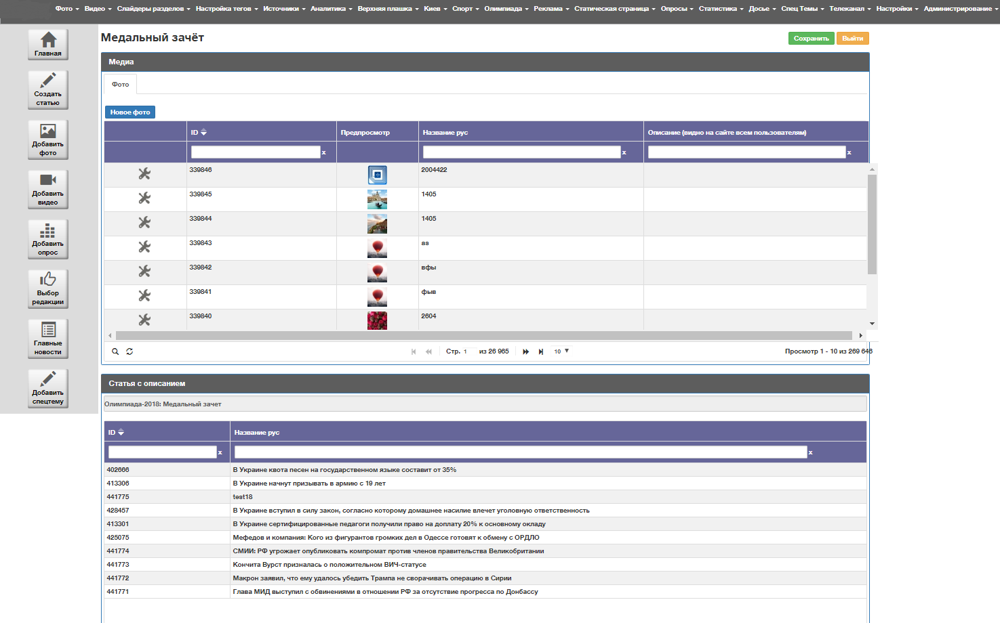 Фото Видео Слайдеры разделов Настройка тегов Источники Аналитика Верхняя плашка Киев Спорт Олимпиада Реклама Статическая страница Опросы Статистика Досье Спец Темы Телеканал Настройки Администрирование
Главная
Создать
статью
Добавить
фото
Добавить
видео
Добавить
опрос
Выбор
редакции
Главные
новости
Добавить
спецтему
Медальный зачёт
Сохранить Выйти
Медиа
Фото
Новое фото
ID Предпросмотр Название рус Описание (видно на сайте всем пользователям)
x x x
339846 2004422
339845 1405
339844 1405
339843 аа
339842 вфы
339841 фыв
339840 2604
Стр. 1 из 26 965 10 Просмотр 1 - 10 из 269 646
Статья с описанием
Олимпиада-2018: Медальный зачет
ID Название рус
x x
402666 В Украине квота песен на государственном языке составит от 35%
413306 В Украине начнут призывать в армию с 19 лет
441775 test18
428457 В Украине вступил в силу закон, согласно которому домашнее насилие влечет уголовную ответственность
413301 В Украине сертифицированные педагоги получили право на доплату 20% к основному окладу
425075 Мефедов и компания: Кого из фигурантов громких дел в Одессе готовят к обмену с ОРДЛО
441774 СМИИ: РФ угрожает опубликовать компромат против членов правительства Великобритании
441773 Кончита Вурст призналась о положительном ВИЧ-статусе
441772 Макрон заявил, что ему удалось убедить Трампа не сворачивать операцию в Сирии
441771 Глава МИД выступил с обвинениями в отношении РФ за отсутствие прогресса по Донбассу